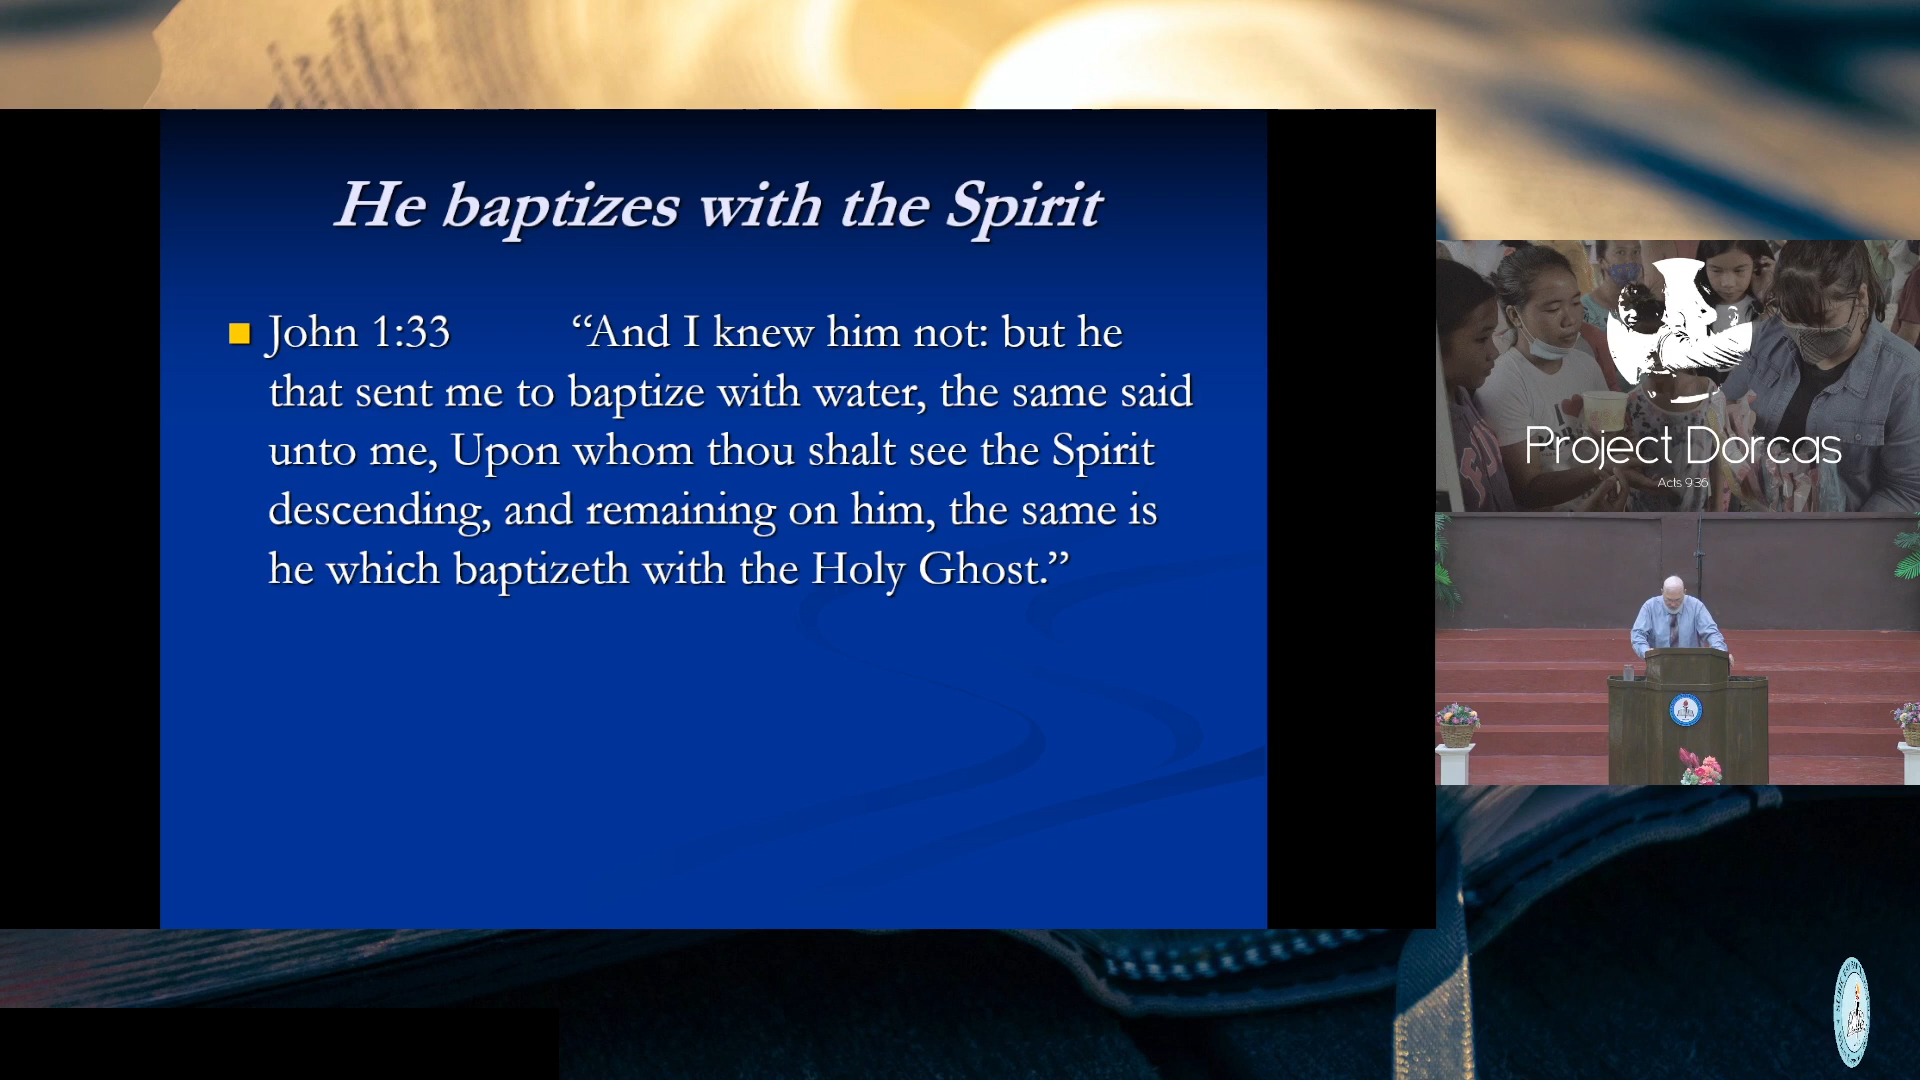 He baptizes with the Spirit
John 1:33 “And I knew him not: but he
that sent me to baptize with water, the same said
unto me, Upon whom thou shalt see the Spirit
descending, and remaining on him, the same is
he which baptizeth with the Holy Ghost.”
Project Dorcas
Acts 9:36